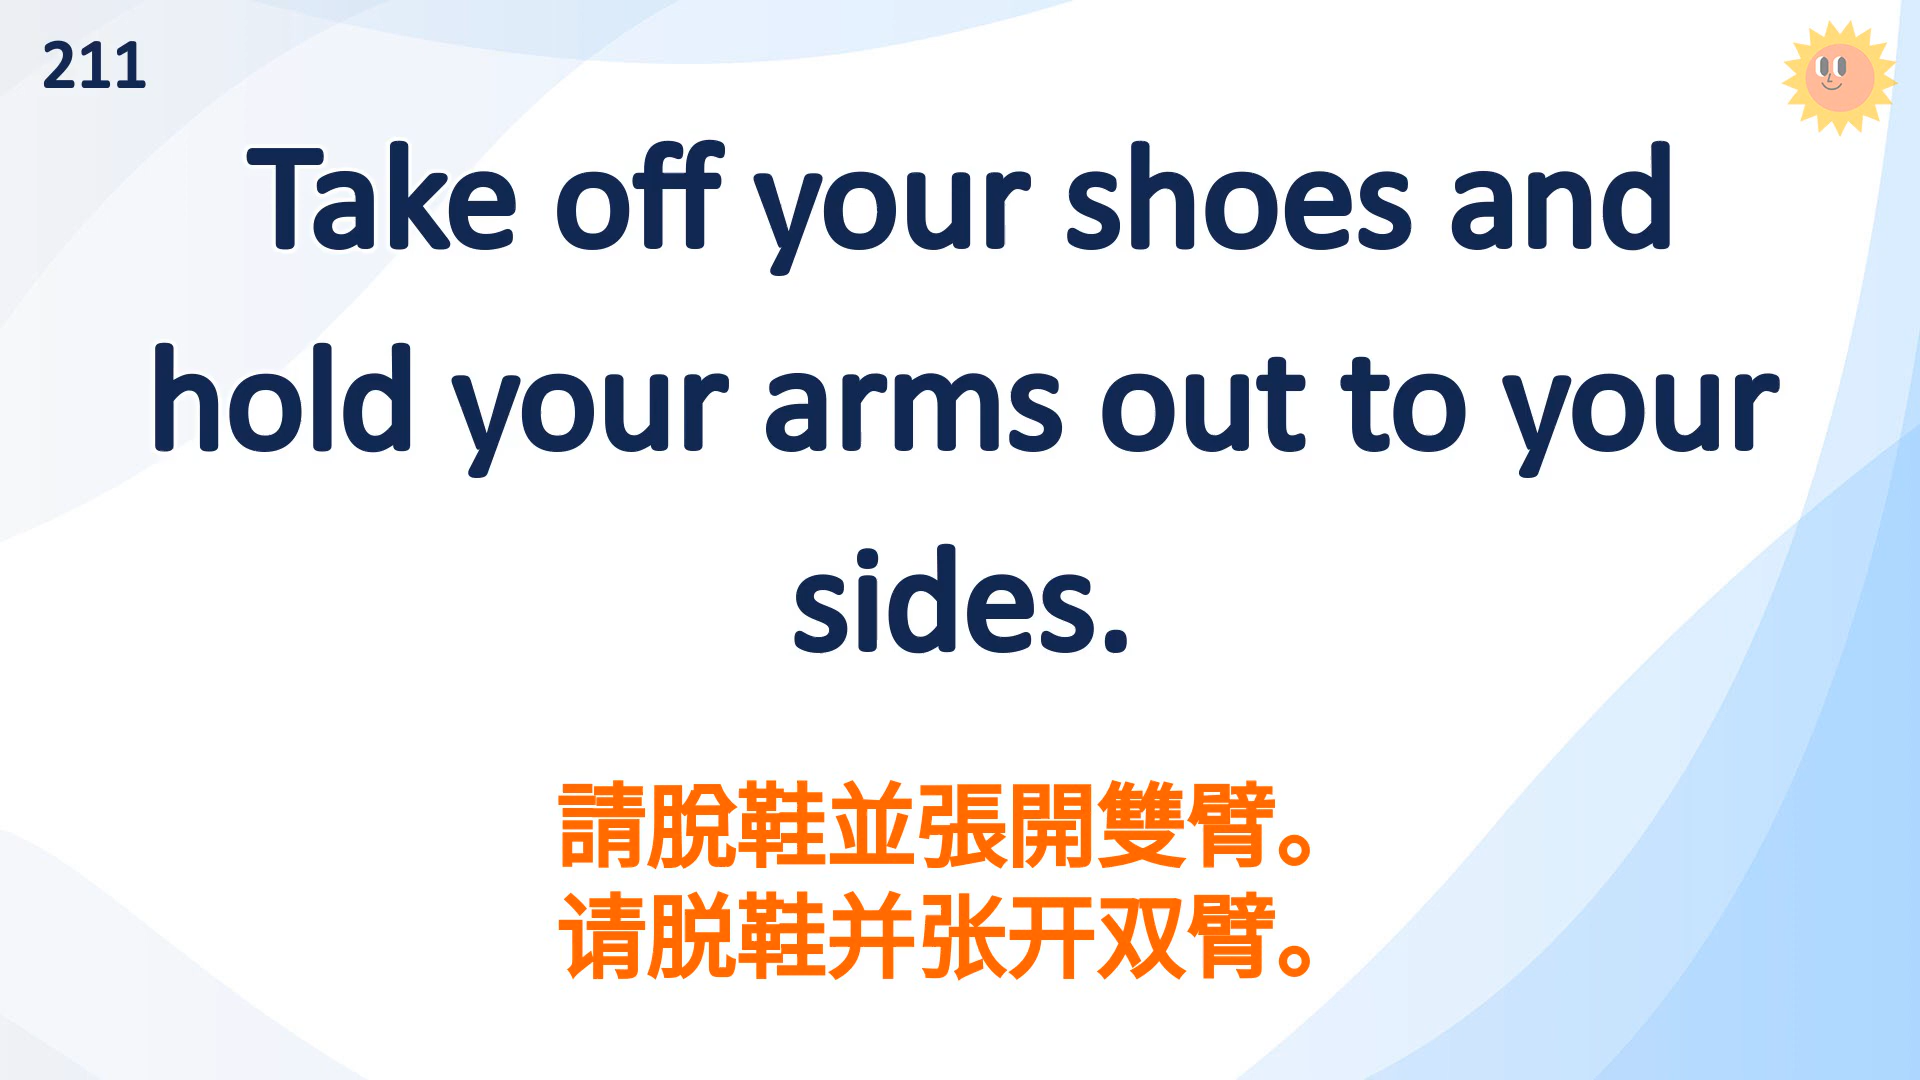 211
Take off your shoes and
hold your arms out to your
sides.
請脫鞋並張開雙臂。
请脱鞋并张开双臂。